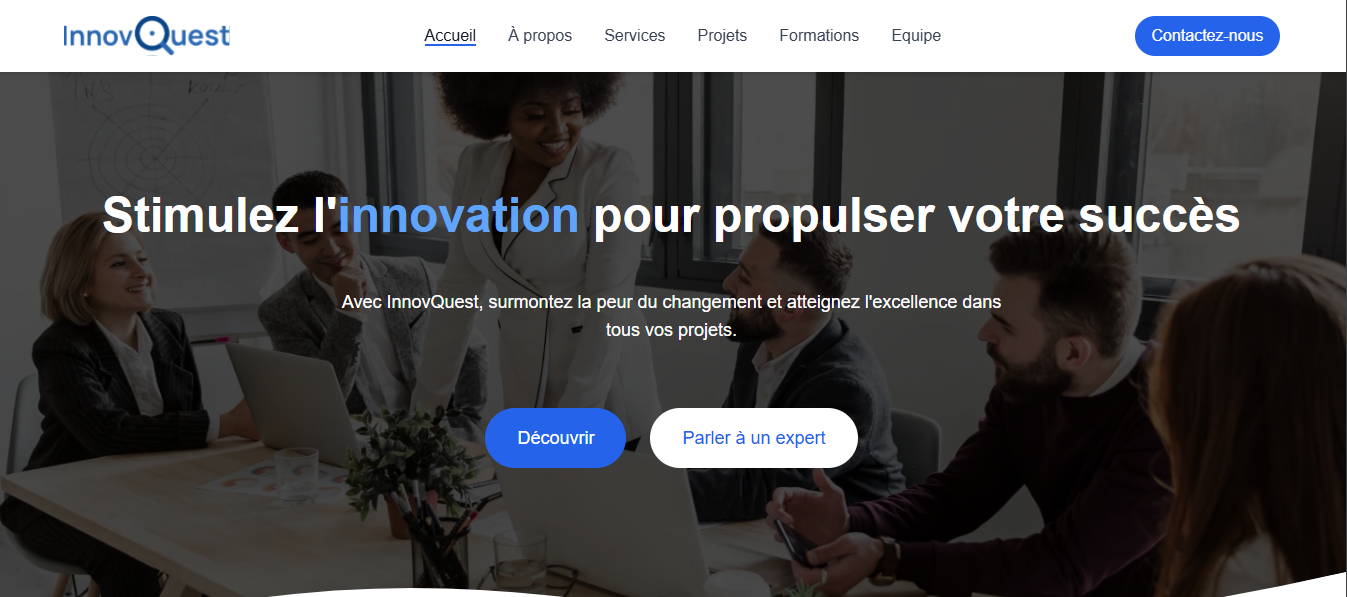 InnovQuest
Accueil
À propos
Services
Projets
Formations
Equipe
Contactez-nous
Stimulez l'innovation pour propulser votre succès
Avec InnovQuest, surmontez la peur du changement et atteignez l'excellence dans
tous vos projets.
Découvrir
Parler à un expert